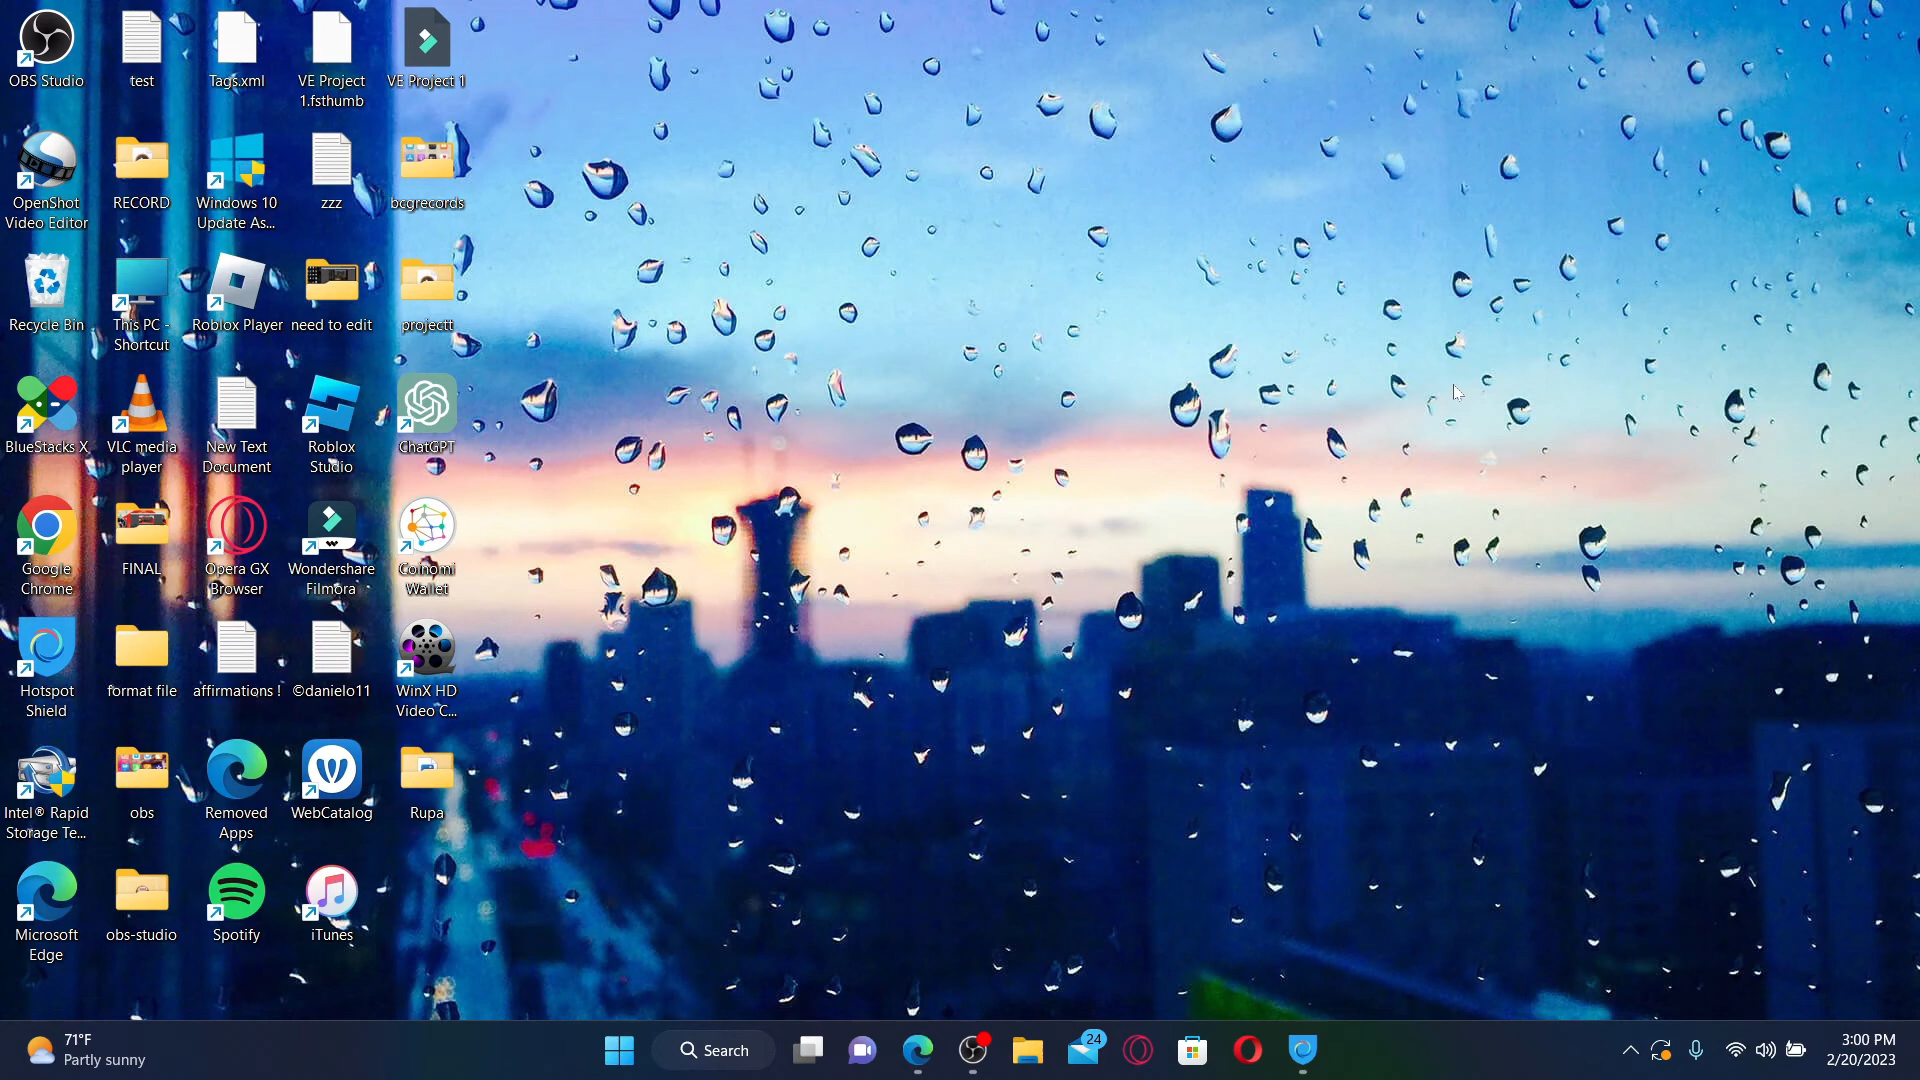 OBS Studio
test
Tags.xml
VE Project
1.fsthumb
VE Project 1
OpenShot
Video Editor
RECORD
Windows 10
Update As...
zzz
bcgrecords
Recycle Bin
This PC -
Shortcut
Roblox Player
need to edit
projectt
BlueStacks X
VLC media
player
New Text
Document
Roblox
Studio
ChatGPT
Google
Chrome
FINAL
Opera GX
Browser
Wondershare
Filmora
Coinomi
Wallet
Hotspot
Shield
format file
affirmations !
©danielo11
WinX HD
Video C...
Intel® Rapid
Storage Te...
obs
Removed
Apps
WebCatalog
Rupa
Microsoft
Edge
obs-studio
Spotify
iTunes
71°F
Partly sunny
Search
24
3:00 PM
2/20/2023